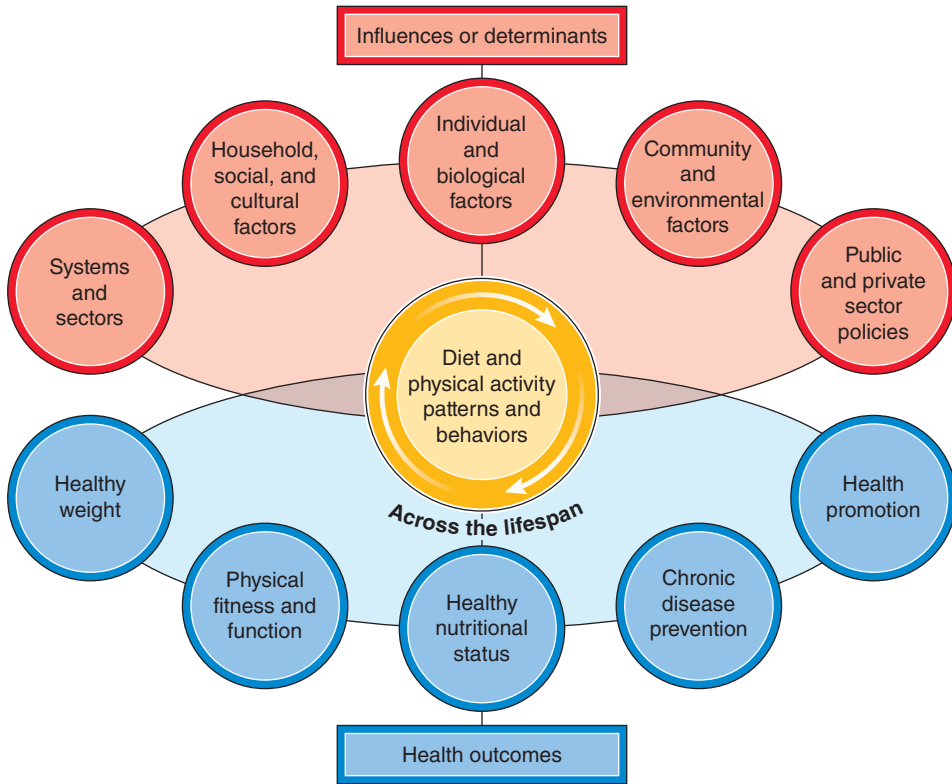 Influences or determinants
Individual
and
biological
factors
Household,
social, and
cultural
factors
Community
and
environmental
factors
Systems
and
sectors
Public
and private
sector
policies
Diet and
physical activity
patterns and
behaviors
Across the lifespan
Healthy
weight
Health
promotion
Physical
fitness and
function
Healthy
nutritional
status
Chronic
disease
prevention
Health outcomes